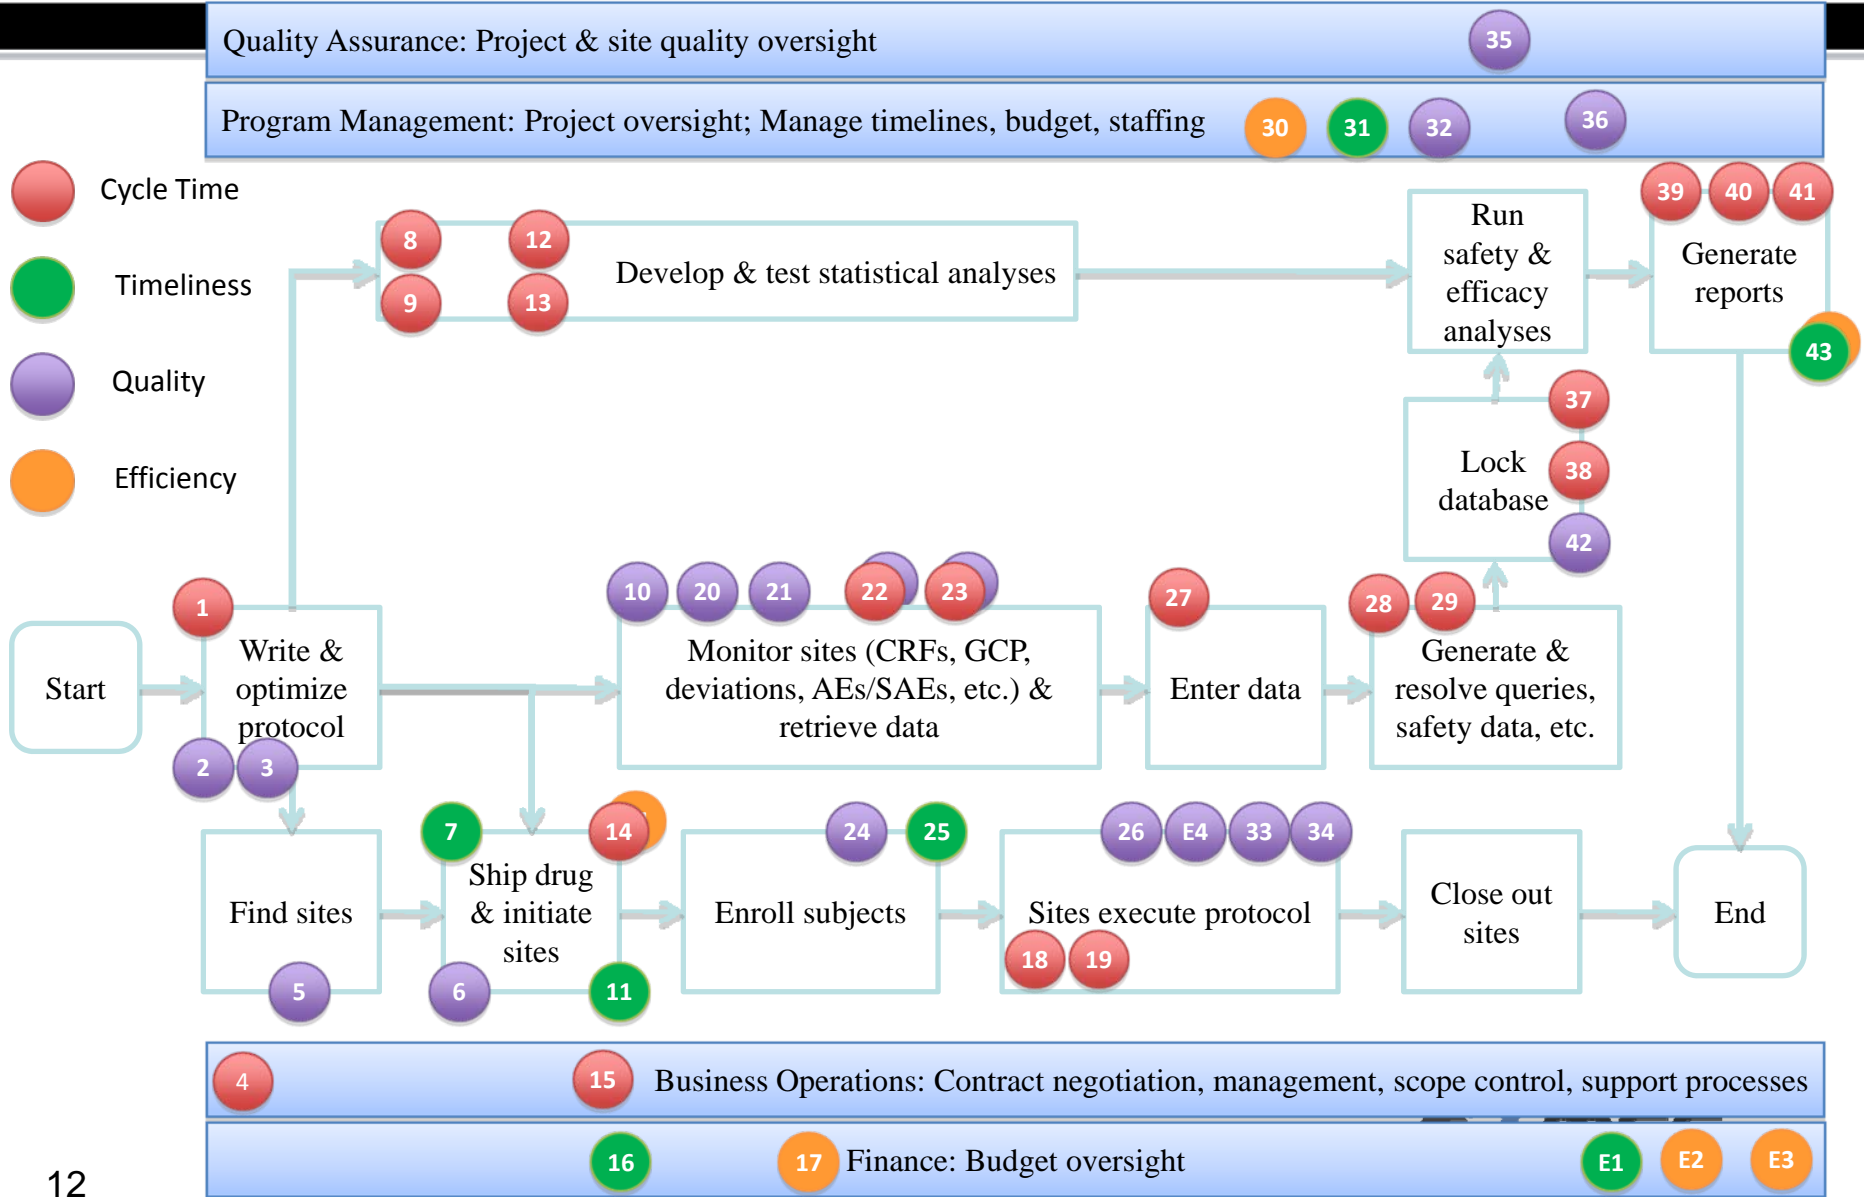 Quality Assurance: Project & site quality oversight
35
Program Management: Project oversight; Manage timelines, budget, staffing
30
31
32
36
Cycle Time
Timeliness
Quality
Efficiency
8
12
9
13
Develop & test statistical analyses
Run
safety &
efficacy
analyses
39
40
41
Generate
reports
43
37
38
42
Lock
database
1
Start
Write &
optimize
protocol
2
3
10
20
21
22
23
Monitor sites (CRFs, GCP,
deviations, AEs/SAEs, etc.) &
retrieve data
27
Enter data
28
29
Generate &
resolve queries,
safety data, etc.
Find sites
5
7
14
Ship drug
& initiate
sites
6
11
24
25
Enroll subjects
26
E4
33
34
Sites execute protocol
18
19
Close out
sites
End
4
15
Business Operations: Contract negotiation, management, scope control, support processes
16
17
Finance: Budget oversight
E1
E2
E3
12